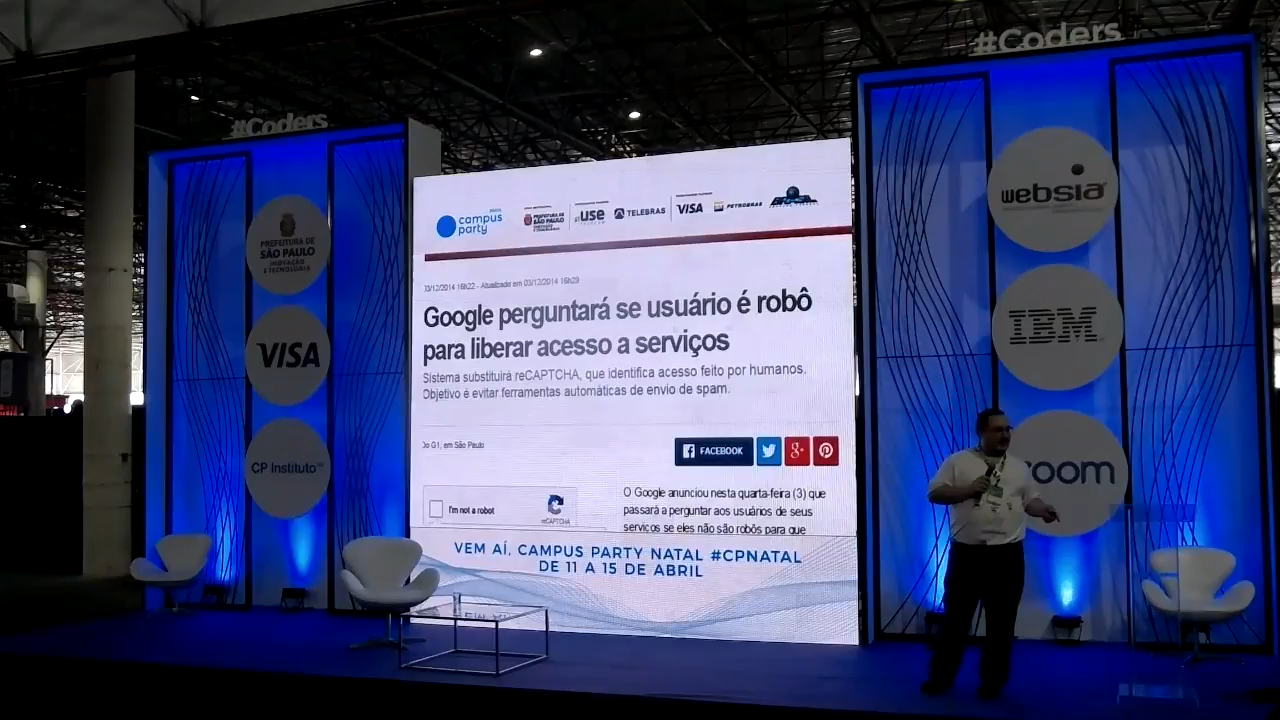 #Coders
#Coders
PREFEITURA DE
SÃO PAULO
INOVAÇÃO
E TECNOLOGIA
VISA
CP Instituto
campus
party
PREFEITURA DE
SÃO PAULO
use
TELEBRAS
VISA
PETROBRAS
BRASIL
03/12/2014 16h22 - Atualizado em 03/12/2014 16h29
Google perguntará se usuário é robô
para liberar acesso a serviços
Sistema substituirá reCAPTCHA, que identifica acesso feito por humanos.
Objetivo é evitar ferramentas automáticas de envio de spam.
Do G1, em São Paulo
FACEBOOK
g+
I'm not a robot
reCAPTCHA
O Google anunciou nesta quarta-feira (3) que
passará a perguntar aos usuários de seus
serviços se eles não são robôs para que
VEM AÍ, CAMPUS PARTY NATAL #CPNATAL
DE 11 A 15 DE ABRIL
websia
IBM
zoom